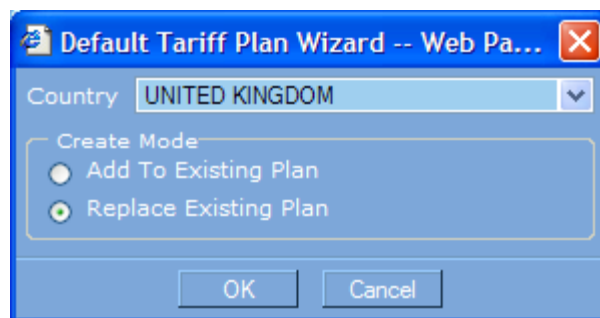 Default Tariff Plan Wizard -- Web Pa...
Country UNITED KINGDOM
Create Mode
Add To Existing Plan
Replace Existing Plan
OK Cancel